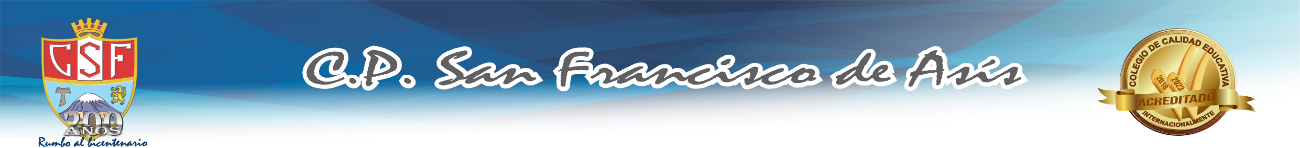 CSF
200
AÑOS
Rumbo al bicentenario
C.P. San Francisco de Asís
COLEGIO DE CALIDAD EDUCATIVA
ACREDITADO
INTERNACIONALMENTE